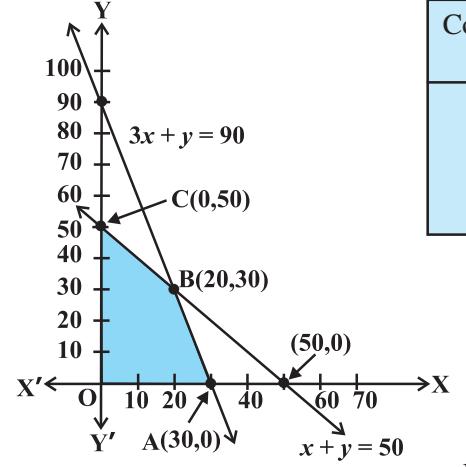 Y
Co
100
90
80
3x + y = 90
70
60
C(0,50)
50
40
B(20,30)
30
20
(50,0)
10
X′
X
O
10 20 40 60 70
Y′
A(30,0)
x + y = 50